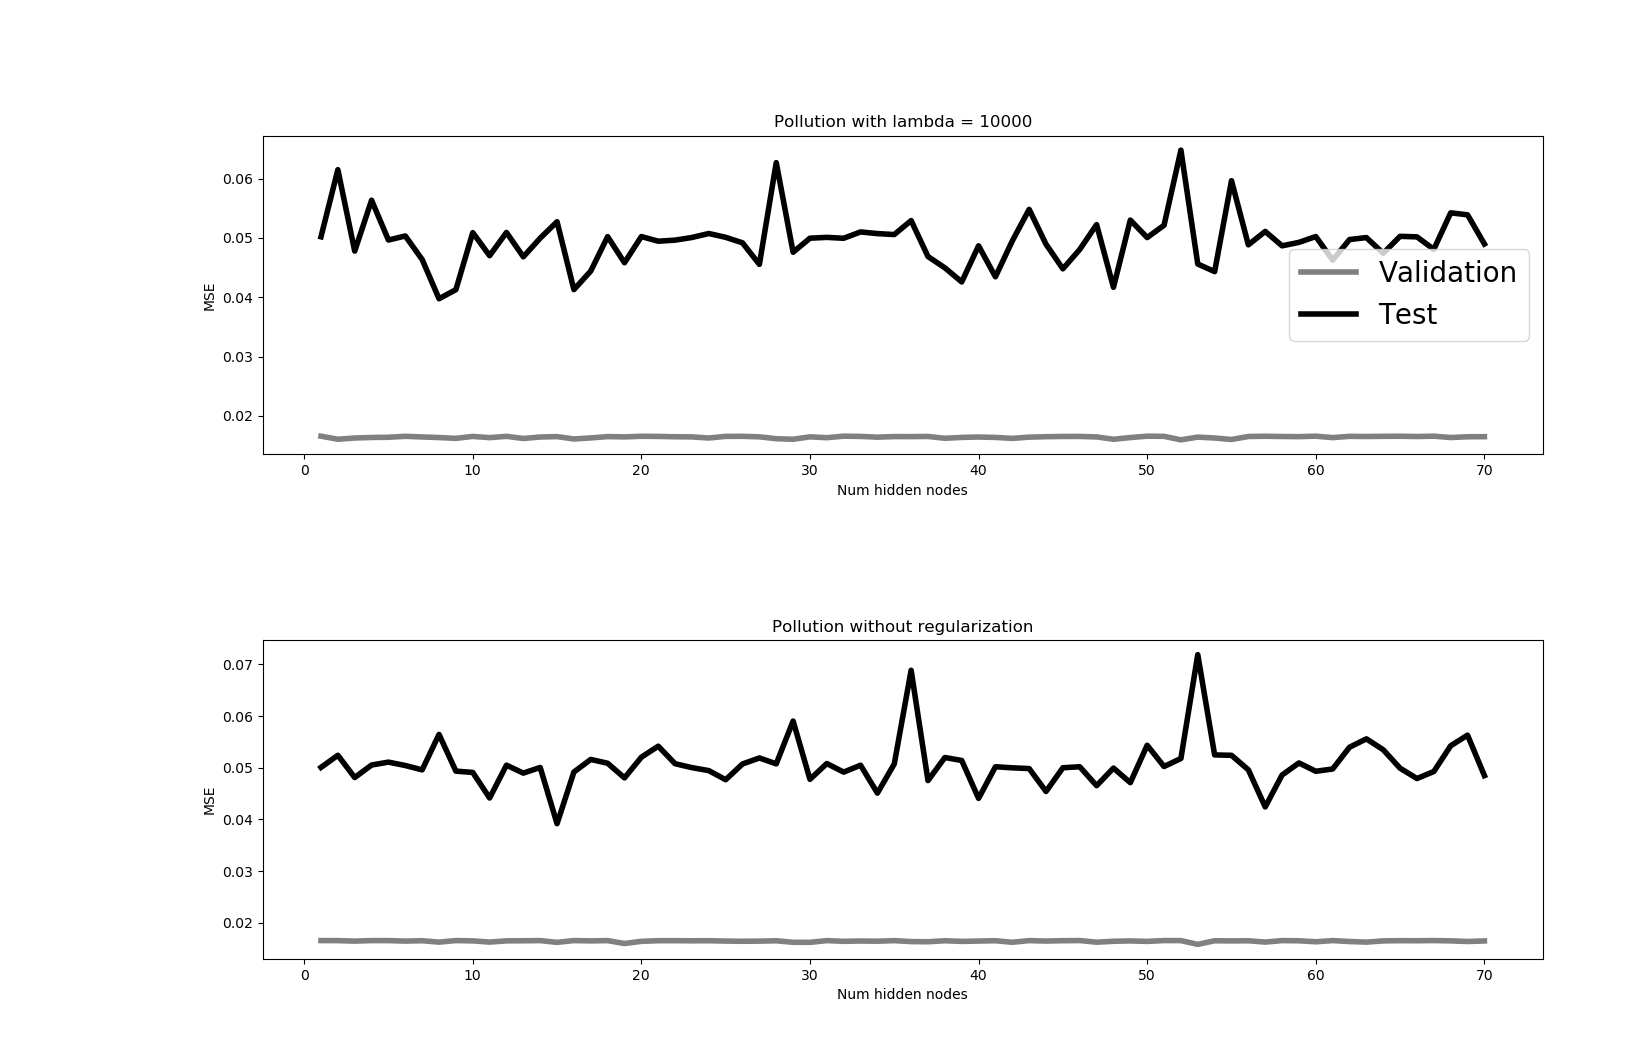 Pollution with lambda = 10000
MSE
0.06
0.05
0.04
0.03
0.02
Validation
Test
0 10 20 30 40 50 60 70
Num hidden nodes
Pollution without regularization
MSE
0.07
0.06
0.05
0.04
0.03
0.02
0 10 20 30 40 50 60 70
Num hidden nodes